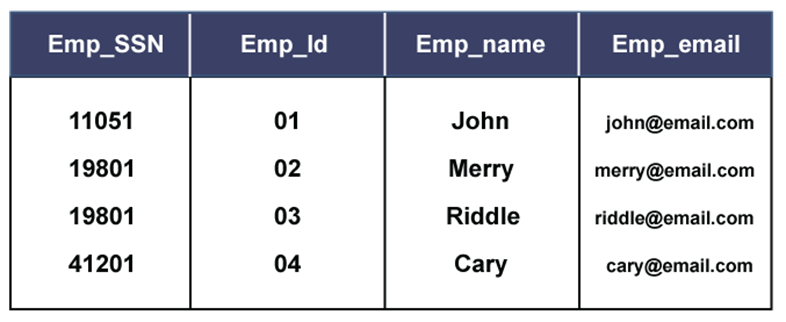 Emp_SSN Emp_Id Emp_name Emp_email
11051 01 John john@email.com
19801 02 Merry merry@email.com
19801 03 Riddle riddle@email.com
41201 04 Cary cary@email.com